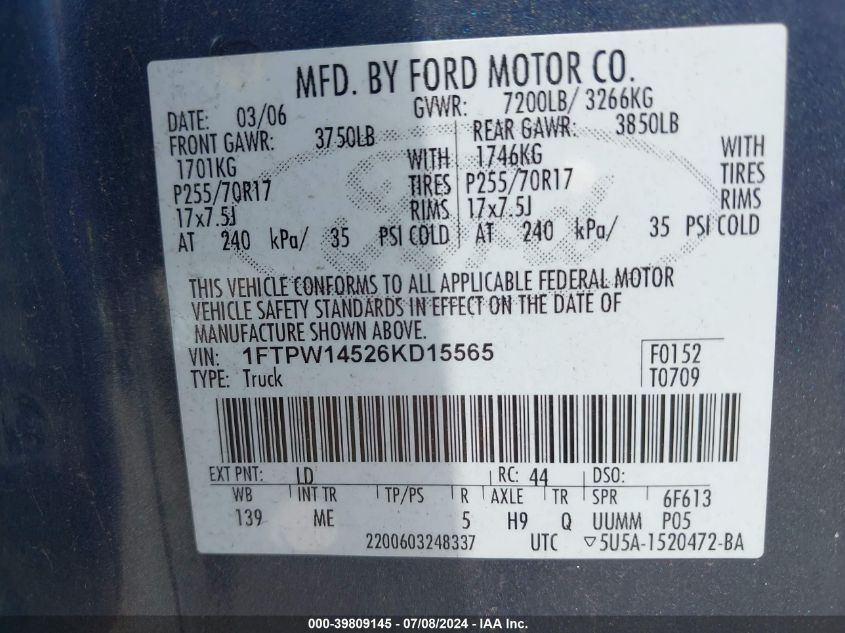 MFD. BY FORD MOTOR CO.
DATE: 03/06 GVWR: 7200LB/ 3266KG
FRONT GAWR: 3750LB REAR GAWR: 3850LB
1701KG WITH 1746KG WITH
P255/70R17 TIRES P255/70R17 TIRES
17x7.5J RIMS 17x7.5J RIMS
AT 240 kPa/ 35 PSI COLD AT 240 kPa/ 35 PSI COLD
THIS VEHICLE CONFORMS TO ALL APPLICABLE FEDERAL MOTOR
VEHICLE SAFETY STANDARDS IN EFFECT ON THE DATE OF
MANUFACTURE SHOWN ABOVE.
VIN: 1FTPW14526KD15565 F0152
TYPE: Truck T0709
EXT PNT: LD RC: 44 DSO:
WB INT TR TP/PS R AXLE TR SPR 6F613
139 ME 5 H9 Q UUMM P05
2200603248337 UTC ▽5U5A-1520472-BA
000-39809145 - 07/08/2024 - IAA Inc.